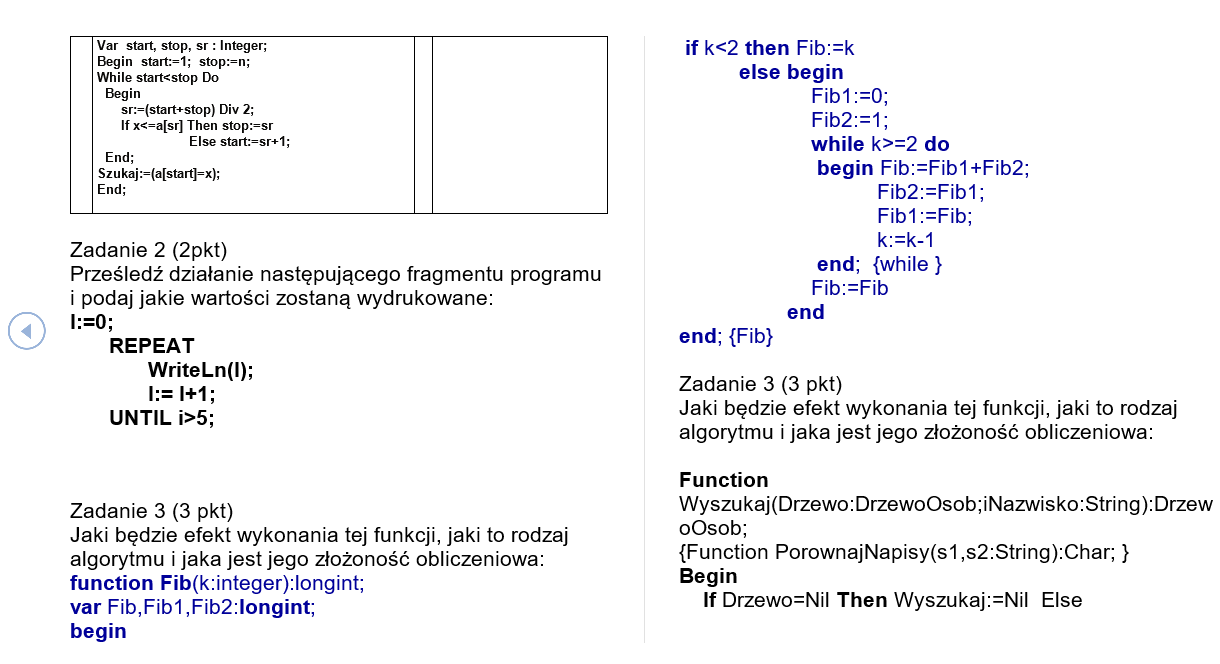 Var  start, stop, sr : Integer;
Begin  start:=1;  stop:=n;
While start<stop Do
Begin
sr:=(start+stop) Div 2;
If x<=a[sr] Then stop:=sr
Else start:=sr+1;
End;
Szukaj:=(a[start]=x);
End;
Zadanie 2 (2pkt)
Prześledź działanie następującego fragmentu programu
i podaj jakie wartości zostaną wydrukowane:
I:=0;
REPEAT
WriteLn(I);
I:= I+1;
UNTIL i>5;
Zadanie 3 (3 pkt)
Jaki będzie efekt wykonania tej funkcji, jaki to rodzaj
algorytmu i jaka jest jego złożoność obliczeniowa:
function Fib(k:integer):longint;
var Fib,Fib1,Fib2:longint;
begin
if k<2 then Fib:=k
else begin
Fib1:=0;
Fib2:=1;
while k>=2 do
begin Fib:=Fib1+Fib2;
Fib2:=Fib1;
Fib1:=Fib;
k:=k-1
end;  {while }
Fib:=Fib
end
end; {Fib}
Zadanie 3 (3 pkt)
Jaki będzie efekt wykonania tej funkcji, jaki to rodzaj
algorytmu i jaka jest jego złożoność obliczeniowa:
Function
Wyszukaj(Drzewo:DrzewoOsob;iNazwisko:String):Drzew
oOsob;
{Function PorownajNapisy(s1,s2:String):Char; }
Begin
If Drzewo=Nil Then Wyszukaj:=Nil  Else